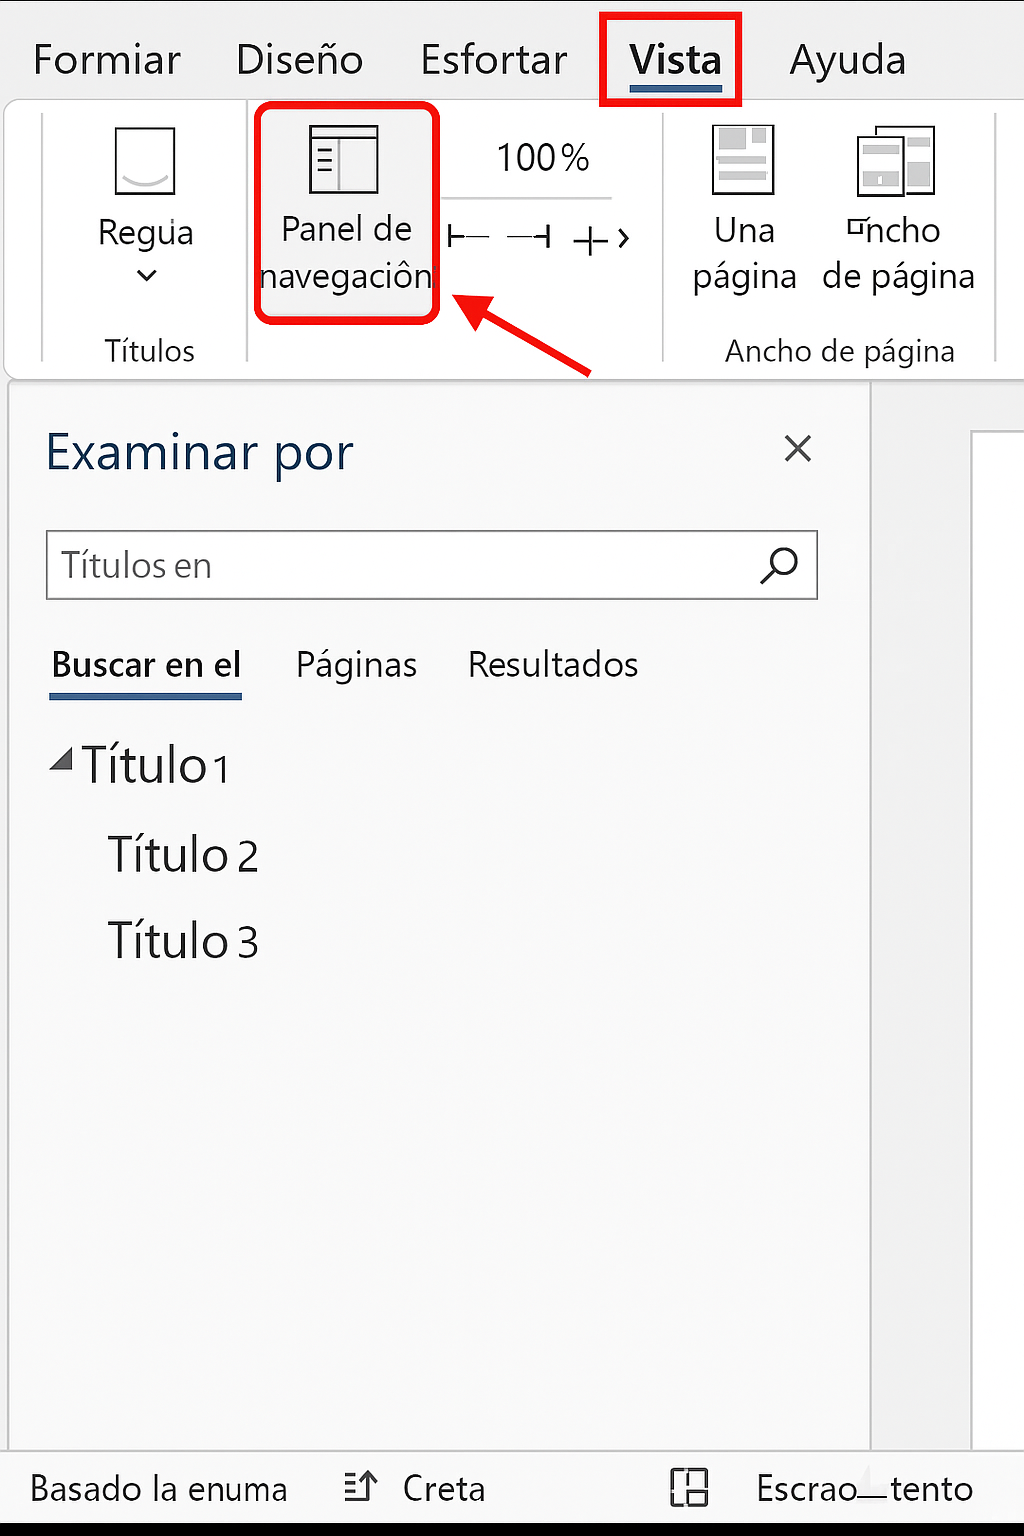 Formiar Diseño Esfortar Vista Ayuda
Regua
Títulos
Panel de
navegaciôn
100%
Una
página
ncho
de página
Ancho de página
Examinar por
Títulos en
Buscar en el Páginas Resultados
Título 1
Título 2
Título 3
Basado la enuma Creta Escrao_tento